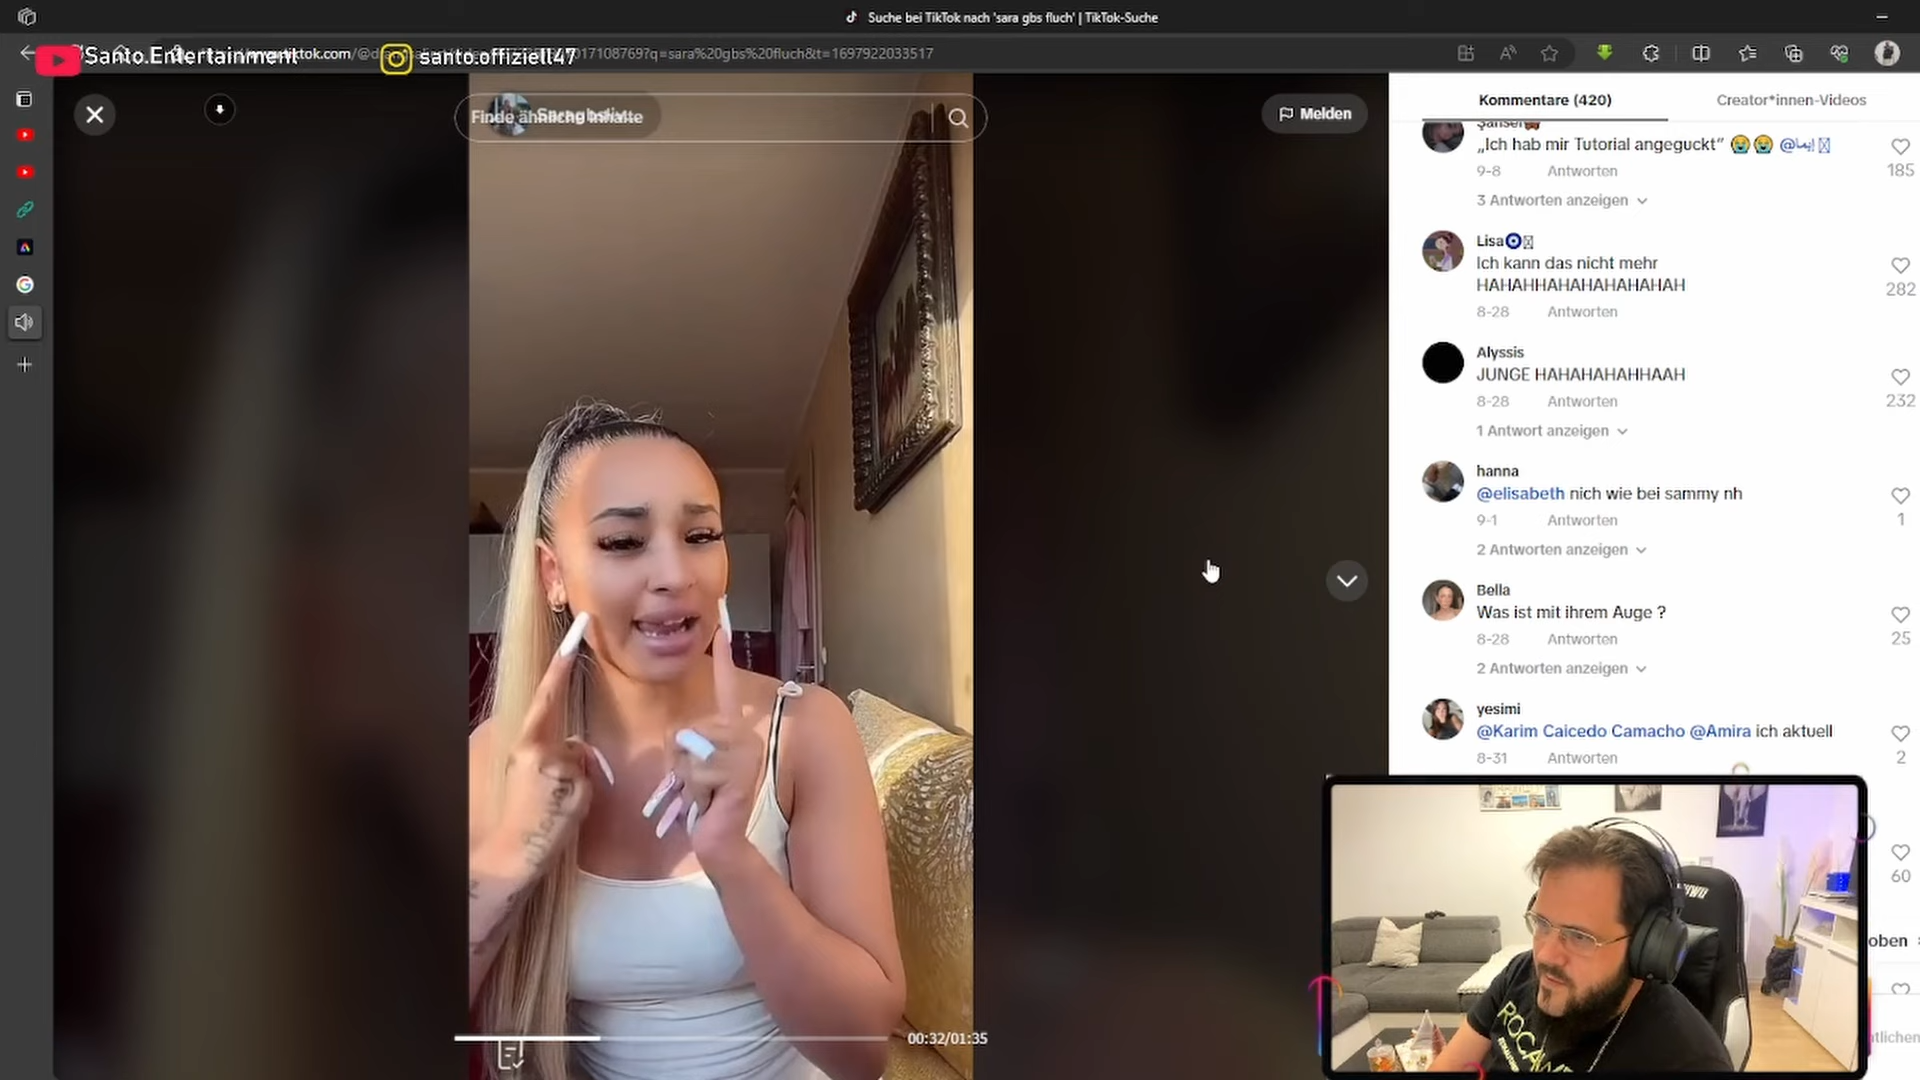 Suche bei TikTok nach 'sara gbs fluch' | TikTok-Suche
Santo.Entertainment
santo.offiziell47
Finde ähnliche Inhalte
Melden
Kommentare (420)
Creator*innen-Videos
„Ich hab mir Tutorial angeguckt“ 😭😭 @إيما
9-8 Antworten
185
3 Antworten anzeigen
Lisa🧿
Ich kann das nicht mehr
HAHAHHAHAHAHAHAHAH
282
8-28 Antworten
Alyssis
JUNGE HAHAHAHAHHAAH
232
8-28 Antworten
1 Antwort anzeigen
hanna
@elisabeth nich wie bei sammy nh
9-1 Antworten
1
2 Antworten anzeigen
Bella
Was ist mit ihrem Auge ?
8-28 Antworten
25
2 Antworten anzeigen
yesimi
@Karim Caicedo Camacho @Amira ich aktuell
8-31 Antworten
2
60
oben
00:32/01:35